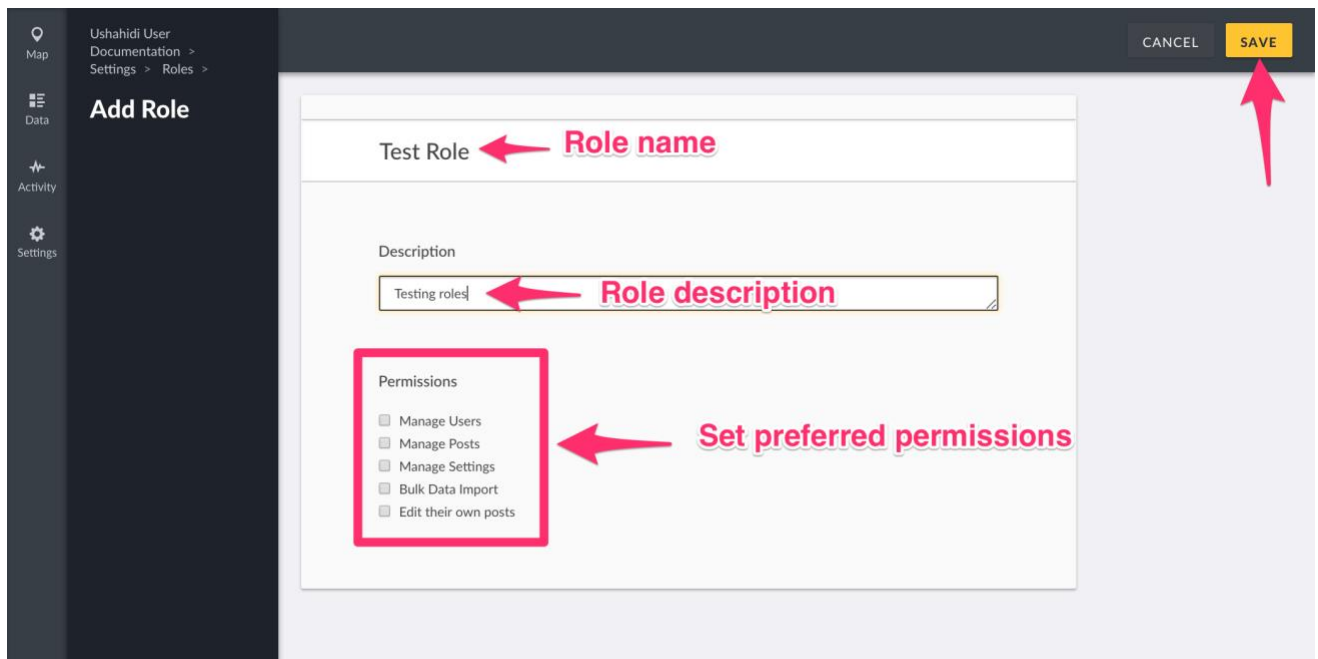 Map
Data
Activity
Settings
Ushahidi User
Documentation >
Settings > Roles >
Add Role
CANCEL
SAVE
Test Role
Role name
Description
Testing roles
Role description
Permissions
Manage Users
Manage Posts
Manage Settings
Bulk Data Import
Edit their own posts
Set preferred permissions